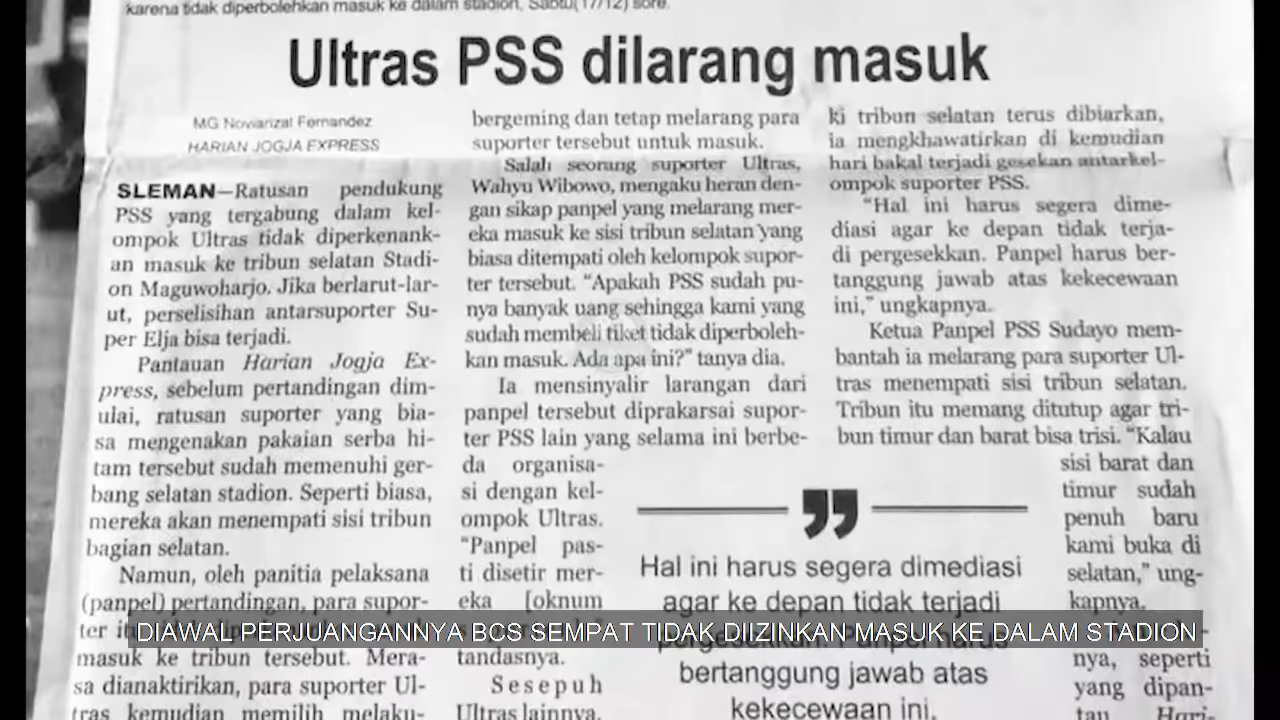 karena tidak diperbolehkan masuk ke dalam stadion, Sabtu(17/12) sore.
Ultras PSS dilarang masuk
MG Noviarizal Fernandez
HARIAN JOGJA EXPRESS
SLEMAN—Ratusan pendukung
PSS yang tergabung dalam kel-
ompok Ultras tidak diperkenank-
an masuk ke tribun selatan Stadi-
on Maguwoharjo. Jika berlarut-lar-
ut, perselisihan antarsuporter Su-
per Elja bisa terjadi.
Pantauan Harian Jogja Ex-
press, sebelum pertandingan dim-
ulai, ratusan suporter yang bia-
sa mengenakan pakaian serba hi-
tam tersebut sudah memenuhi ger-
bang selatan stadion. Seperti biasa,
mereka akan menempati sisi tribun
bagian selatan.
Namun, oleh panitia pelaksana
(panpel) pertandingan, para supor-
ter
masuk ke tribun tersebut. Mera-
sa dianaktirikan, para suporter Ul-
tras kemudian memilih melaku-
bergeming dan tetap melarang para
suporter tersebut untuk masuk.
Salah seorang suporter Ultras,
Wahyu Wibowo, mengaku heran den-
gan sikap panpel yang melarang mer-
eka masuk ke sisi tribun selatan yang
biasa ditempati oleh kelompok supor-
ter tersebut. “Apakah PSS sudah pu-
nya banyak uang sehingga kami yang
sudah membeli tiket tidak diperboleh-
kan masuk. Ada apa ini?” tanya dia.
Ia mensinyalir larangan dari
panpel tersebut diprakarsai supor-
ter PSS lain yang selama ini berbe-
da organisa-
si dengan kel-
ompok Ultras.
“Panpel pas-
ti disetir mer-
eka [oknum
tandasnya.
Sesepuh
Ultras lainnya,
Hal ini harus segera dimediasi
agar ke depan tidak terjadi
pergesekkan. Panpel harus
bertanggung jawab atas
kekecewaan ini.
ki tribun selatan terus dibiarkan,
ia mengkhawatirkan di kemudian
hari bakal terjadi gesekan antarkel-
ompok suporter PSS.
“Hal ini harus segera dime-
diasi agar ke depan tidak terja-
di pergesekkan. Panpel harus ber-
tanggung jawab atas kekecewaan
ini,” ungkapnya.
Ketua Panpel PSS Sudayo mem-
bantah ia melarang para suporter Ul-
tras menempati sisi tribun selatan.
Tribun itu memang ditutup agar tri-
bun timur dan barat bisa trisi. “Kalau
sisi barat dan
timur sudah
penuh baru
kami buka di
selatan,” ung-
kapnya.
nya, seperti
yang dipan-
tau Hari-
DIAWAL PERJUANGANNYA BCS SEMPAT TIDAK DIIZINKAN MASUK KE DALAM STADION